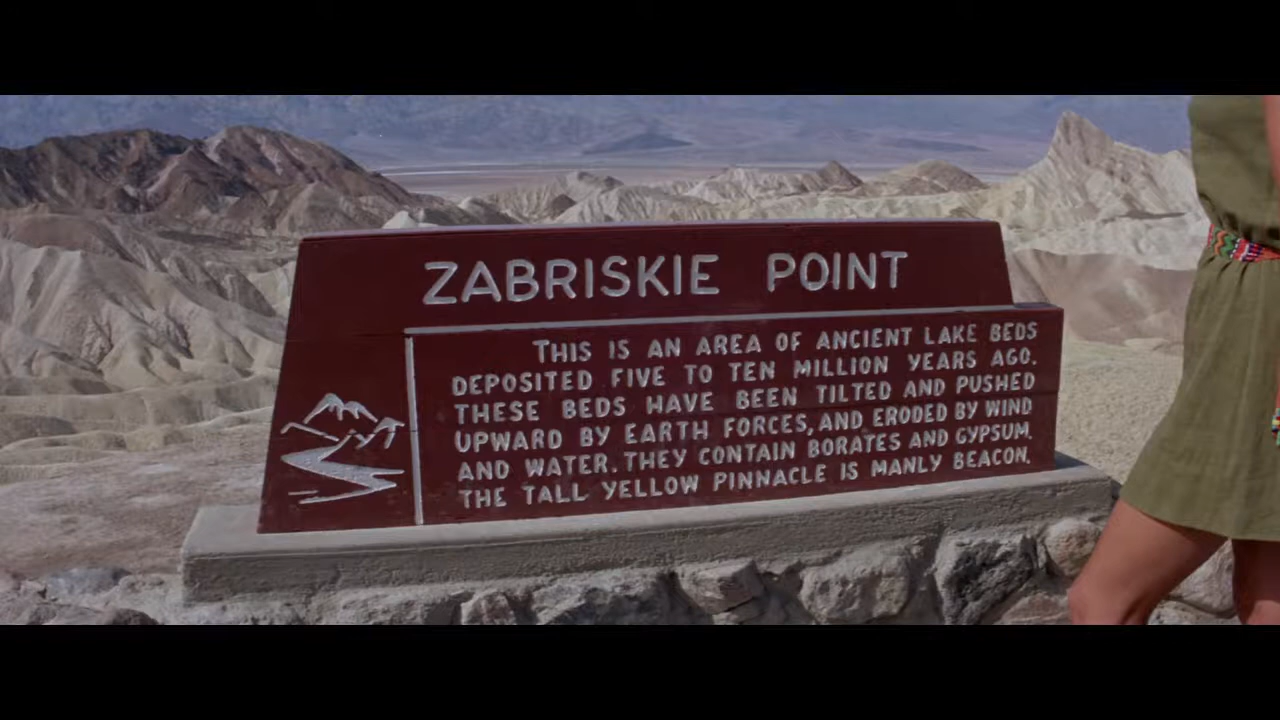 ZABRISKIE POINT
THIS IS AN AREA OF ANCIENT LAKE BEDS
DEPOSITED FIVE TO TEN MILLION YEARS AGO.
THESE BEDS HAVE BEEN TILTED AND PUSHED
UPWARD BY EARTH FORCES, AND ERODED BY WIND
AND WATER. THEY CONTAIN BORATES AND GYPSUM.
THE TALL YELLOW PINNACLE IS MANLY BEACON.